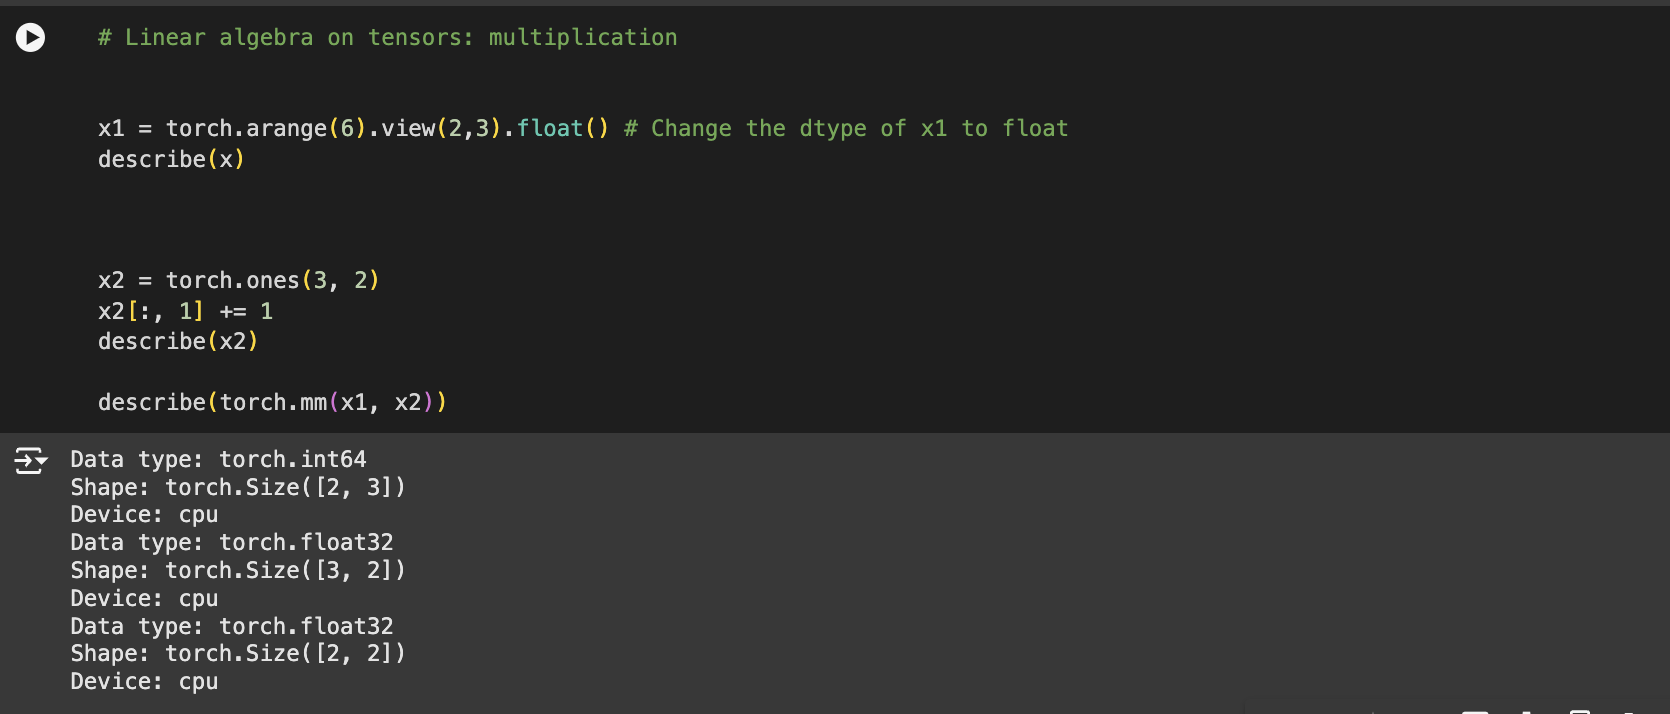 # Linear algebra on tensors: multiplication
x1 = torch.arange(6).view(2,3).float() # Change the dtype of x1 to float
describe(x)
x2 = torch.ones(3, 2)
x2[:, 1] += 1
describe(x2)
describe(torch.mm(x1, x2))
Data type: torch.int64
Shape: torch.Size([2, 3])
Device: cpu
Data type: torch.float32
Shape: torch.Size([3, 2])
Device: cpu
Data type: torch.float32
Shape: torch.Size([2, 2])
Device: cpu